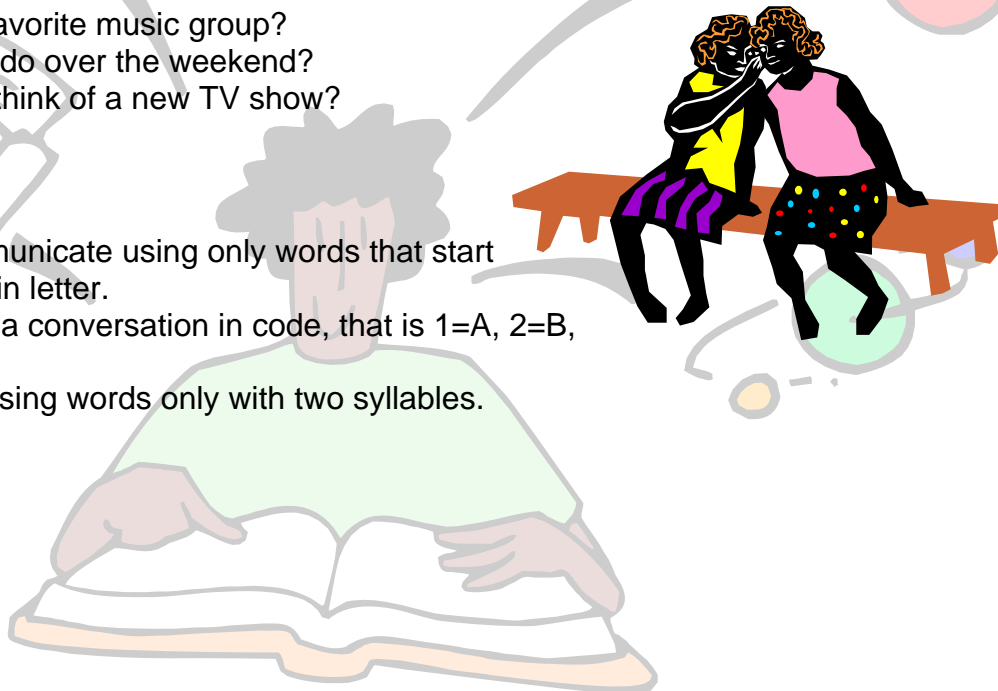 avorite music group?
do over the weekend?
think of a new TV show?
municate using only words that start
in letter.
a conversation in code, that is 1=A, 2=B,
sing words only with two syllables.